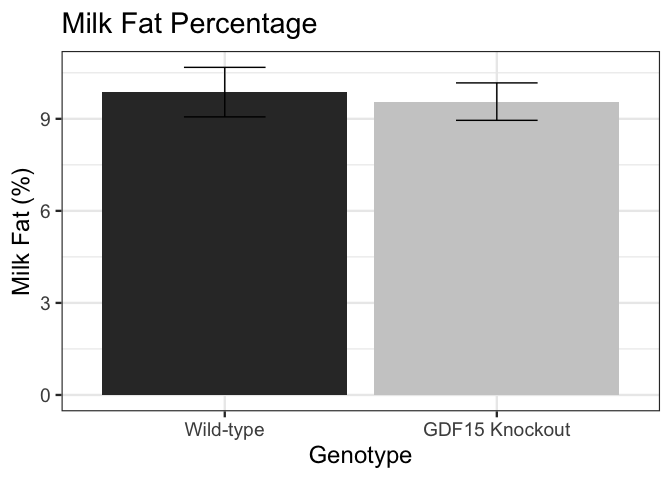 Milk Fat Percentage
Milk Fat (%)
9
6
3
0
Wild-type GDF15 Knockout
Genotype